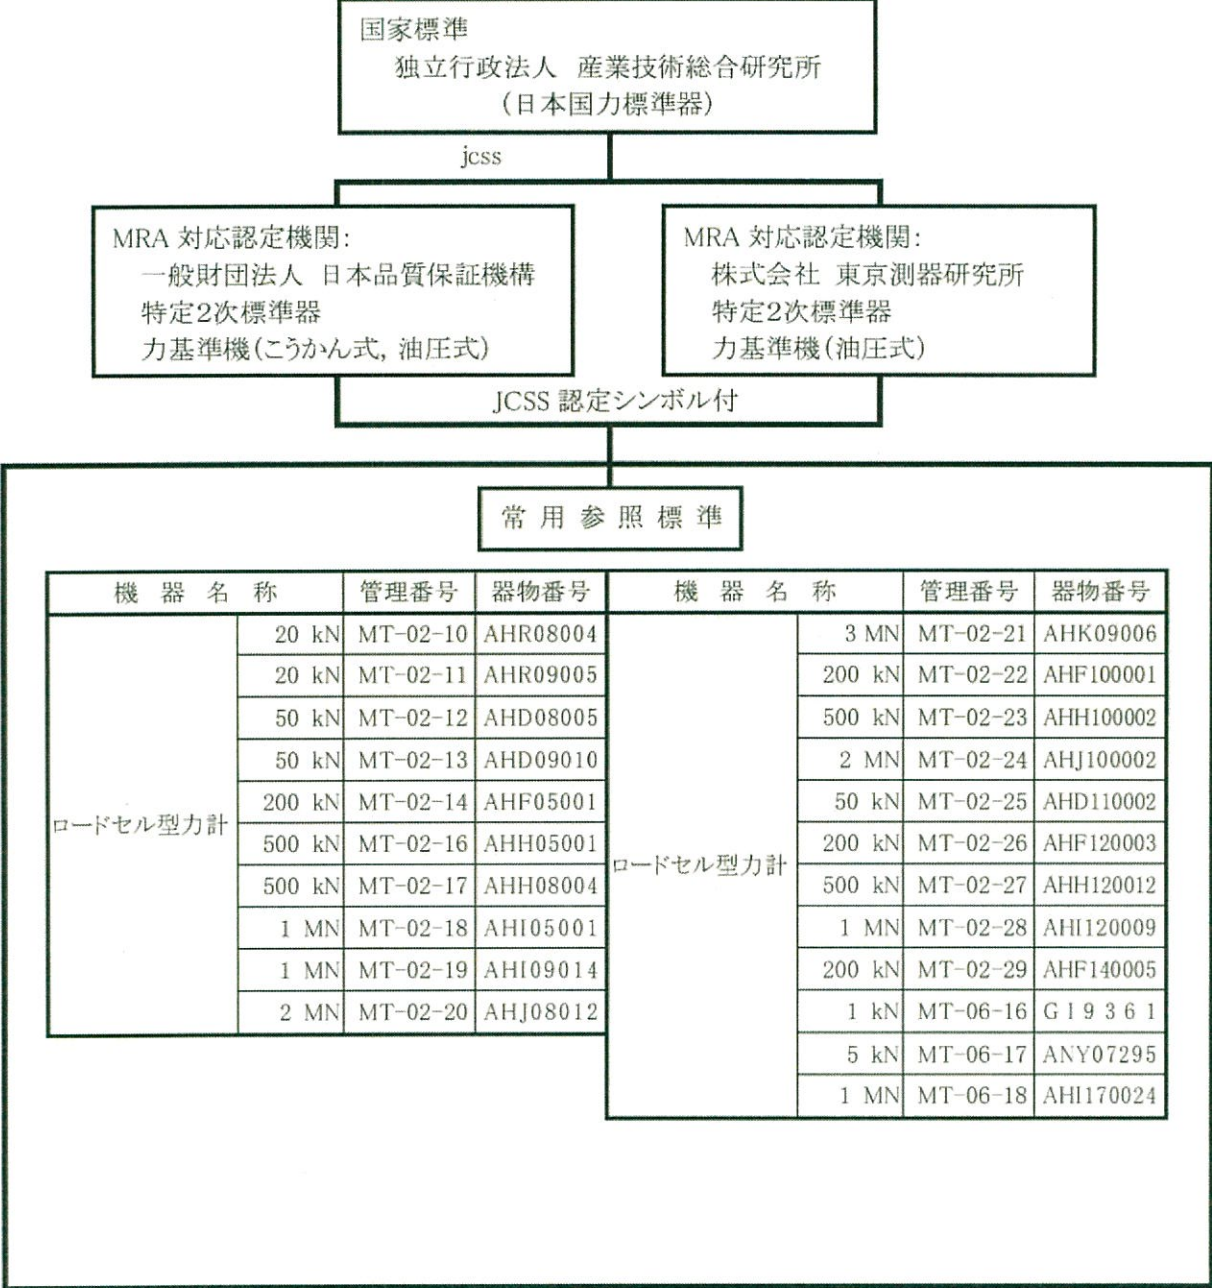 国家標準
独立行政法人 産業技術総合研究所
(日本国力標準器)
jcss
MRA 対応認定機関:
一般財団法人 日本品質保証機構
特定2次標準器
力基準機(こうかん式, 油圧式)
MRA 対応認定機関:
株式会社 東京測器研究所
特定2次標準器
力基準機(油圧式)
JCSS 認定シンボル付
常用参照標準
機器名称 管理番号 器物番号
ロードセル型力計
20 kN MT-02-10 AHR08004
20 kN MT-02-11 AHR09005
50 kN MT-02-12 AHD08005
50 kN MT-02-13 AHD09010
200 kN MT-02-14 AHF05001
500 kN MT-02-16 AHH05001
500 kN MT-02-17 AHH08004
1 MN MT-02-18 AHI05001
1 MN MT-02-19 AHI09014
2 MN MT-02-20 AHJ08012
機器名称 管理番号 器物番号
ロードセル型力計
3 MN MT-02-21 AHK09006
200 kN MT-02-22 AHF100001
500 kN MT-02-23 AHH100002
2 MN MT-02-24 AHJ100002
50 kN MT-02-25 AHD110002
200 kN MT-02-26 AHF120003
500 kN MT-02-27 AHH120012
1 MN MT-02-28 AHI120009
200 kN MT-02-29 AHF140005
1 kN MT-06-16 GI9361
5 kN MT-06-17 ANY07295
1 MN MT-06-18 AHI170024